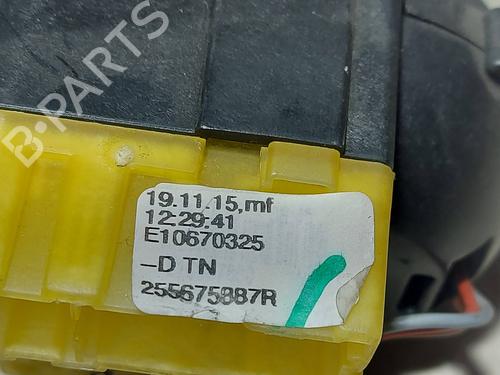 B-PARTS
19.11.15,mf
12:29:41
E10670325
-D TN
255675887R